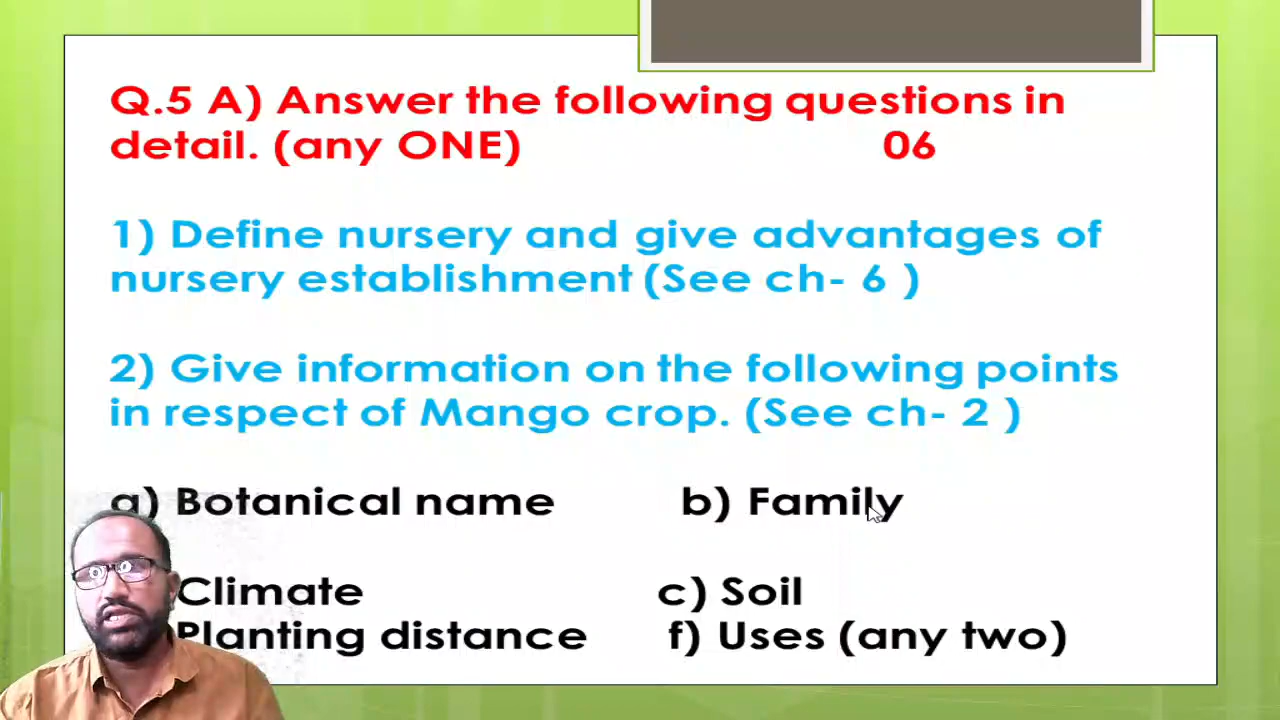 Q.5 A) Answer the following questions in
detail. (any ONE) 06
1) Define nursery and give advantages of
nursery establishment (See ch- 6 )
2) Give information on the following points
in respect of Mango crop. (See ch- 2 )
a) Botanical name b) Family
Climate c) Soil
Planting distance f) Uses (any two)